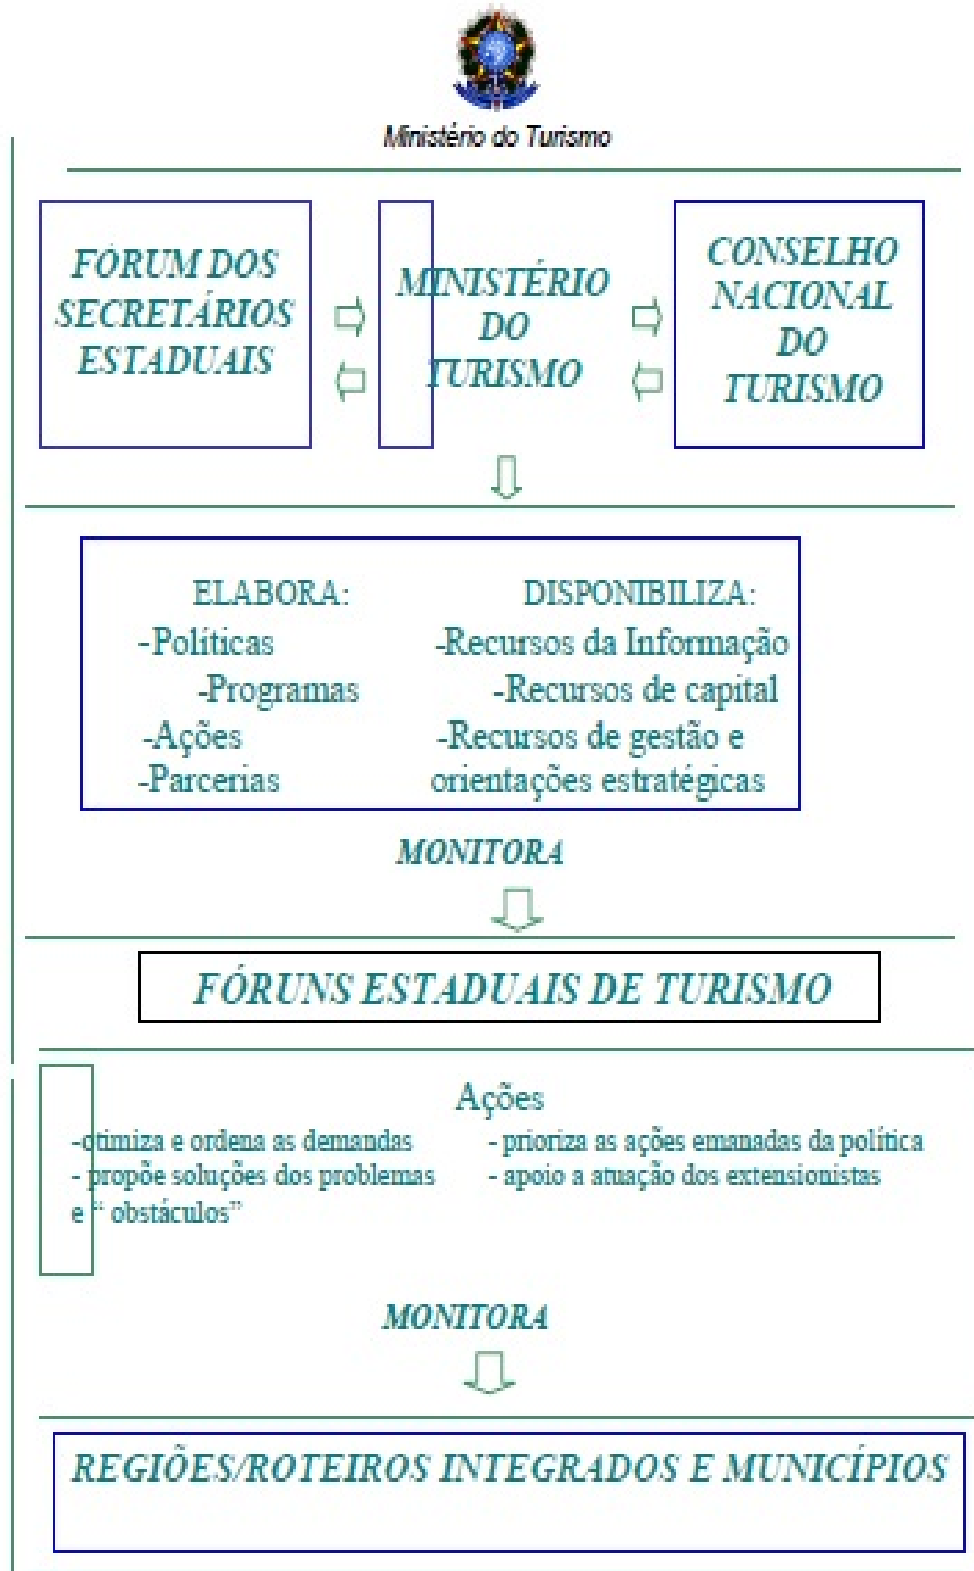 Ministério do Turismo
FÓRUM DOS
SECRETÁRIOS
ESTADUAIS
MINISTÉRIO
DO
TURISMO
CONSELHO
NACIONAL
DO
TURISMO
ELABORA:
-Políticas
-Programas
-Ações
-Parcerias
DISPONIBILIZA:
-Recursos da Informação
-Recursos de capital
-Recursos de gestão e
orientações estratégicas
MONITORA
FÓRUNS ESTADUAIS DE TURISMO
Ações
-otimiza e ordena as demandas
- propõe soluções dos problemas
e “ obstáculos”
- prioriza as ações emanadas da política
- apoio a atuação dos extensionistas
MONITORA
REGIÕES/ROTEIROS INTEGRADOS E MUNICÍPIOS